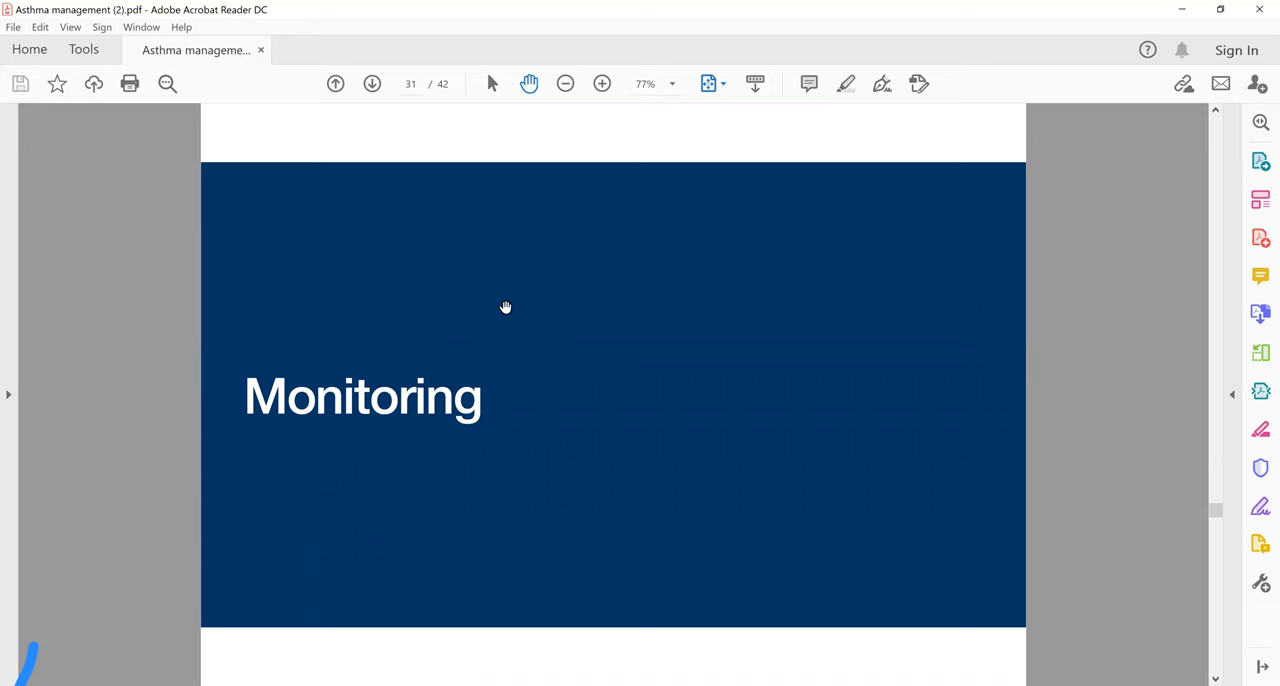 Asthma management (2).pdf - Adobe Acrobat Reader DC
File Edit View Sign Window Help
Home Tools Asthma manageme... × Sign In
31 / 42 77%
Monitoring